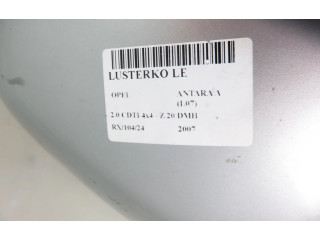 LUSTERKO LE
OPEL ANTARA A
(L07)
2.0 CDTI 4x4 - Z 20 DMH
RX/104/24 2007